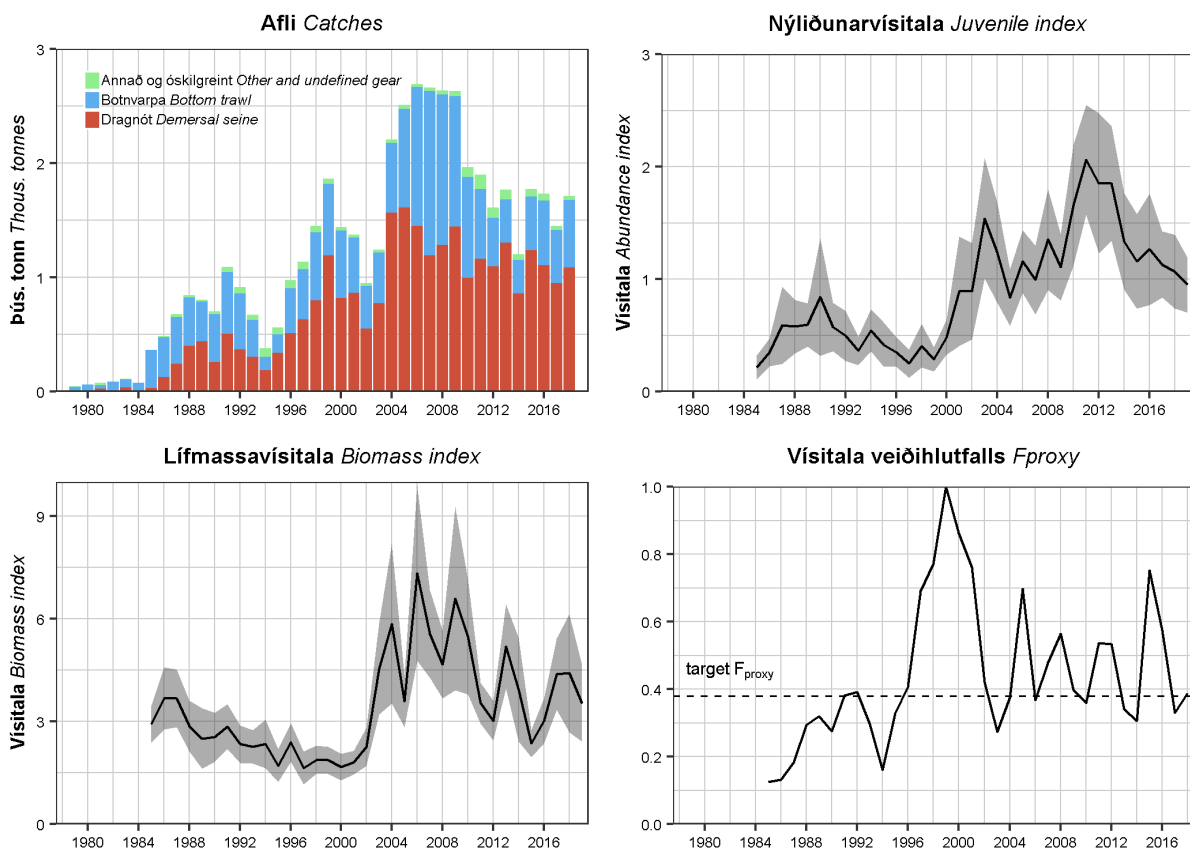 Afli Catches
3
2
1
0
Þús. tonn Thous. tonnes
Annað og óskilgreint Other and undefined gear
Botnvarpa Bottom trawl
Dragnót Demersal seine
1980 1984 1988 1992 1996 2000 2004 2008 2012 2016
Nýliðunarvísitala Juvenile index
3
2
1
0
Vísitala Abundance index
1980 1984 1988 1992 1996 2000 2004 2008 2012 2016
Lífmassavísitala Biomass index
9
6
3
0
Vísitala Biomass index
1980 1984 1988 1992 1996 2000 2004 2008 2012 2016
Vísitala veiðihlutfalls Fproxy
1.0
0.8
0.6
0.4
0.2
0.0
target Fproxy
1980 1984 1988 1992 1996 2000 2004 2008 2012 2016